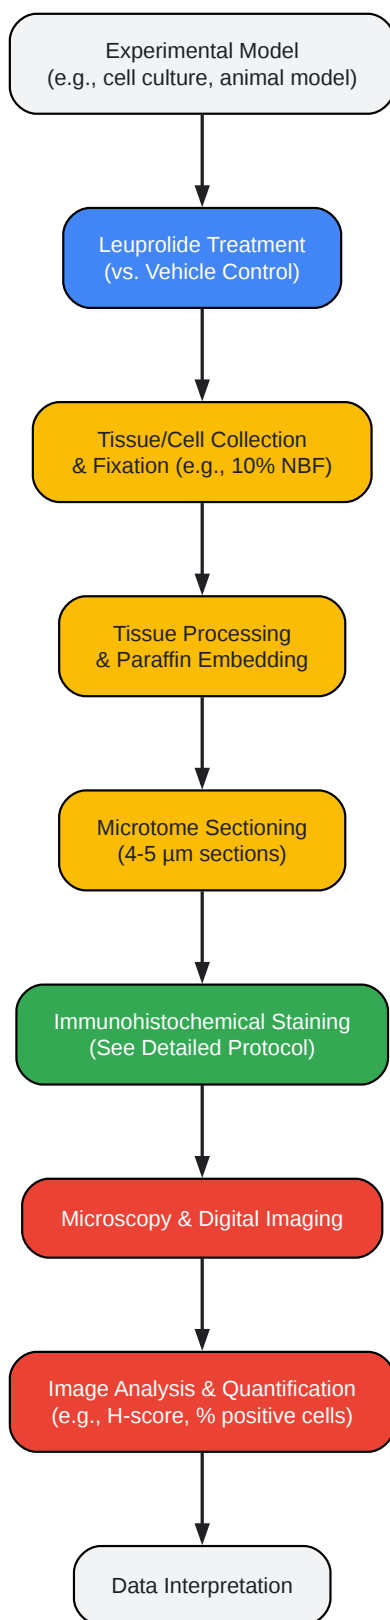 Experimental Model
(e.g., cell culture, animal model)
Leuprolide Treatment
(vs. Vehicle Control)
Tissue/Cell Collection
& Fixation (e.g., 10% NBF)
Tissue Processing
& Paraffin Embedding
Microtome Sectioning
(4-5 µm sections)
Immunohistochemical Staining
(See Detailed Protocol)
Microscopy & Digital Imaging
Image Analysis & Quantification
(e.g., H-score, % positive cells)
Data Interpretation